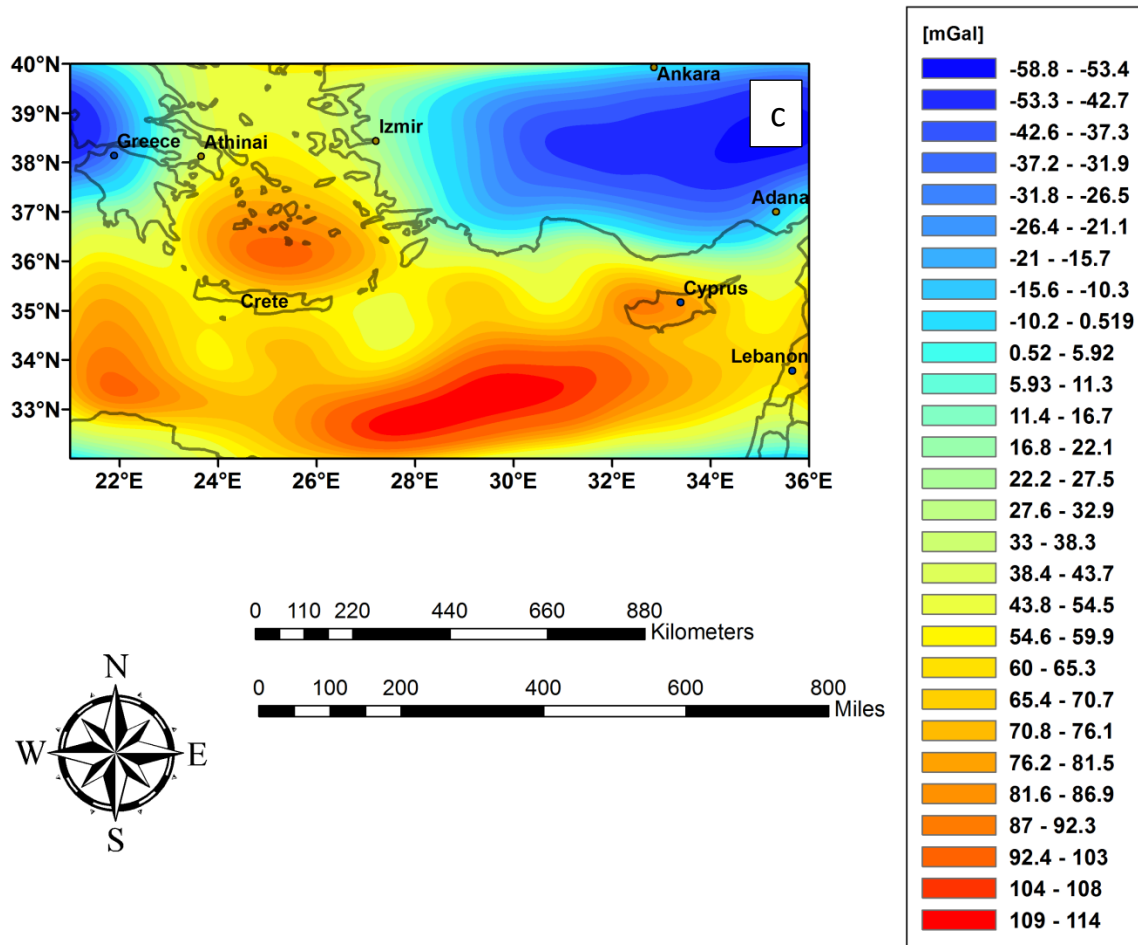 40°N
39°N
38°N
37°N
36°N
35°N
34°N
33°N
22°E 24°E 26°E 28°E 30°E 32°E 34°E 36°E
Ankara
c
Izmir
Greece
Athinai
Adana
Crete
Cyprus
Lebanon
0 110 220 440 660 880
Kilometers
0 100 200 400 600 800
Miles
N
W E
S
[mGal]
-58.8 - -53.4
-53.3 - -42.7
-42.6 - -37.3
-37.2 - -31.9
-31.8 - -26.5
-26.4 - -21.1
-21 - -15.7
-15.6 - -10.3
-10.2 - 0.519
0.52 - 5.92
5.93 - 11.3
11.4 - 16.7
16.8 - 22.1
22.2 - 27.5
27.6 - 32.9
33 - 38.3
38.4 - 43.7
43.8 - 54.5
54.6 - 59.9
60 - 65.3
65.4 - 70.7
70.8 - 76.1
76.2 - 81.5
81.6 - 86.9
87 - 92.3
92.4 - 103
104 - 108
109 - 114